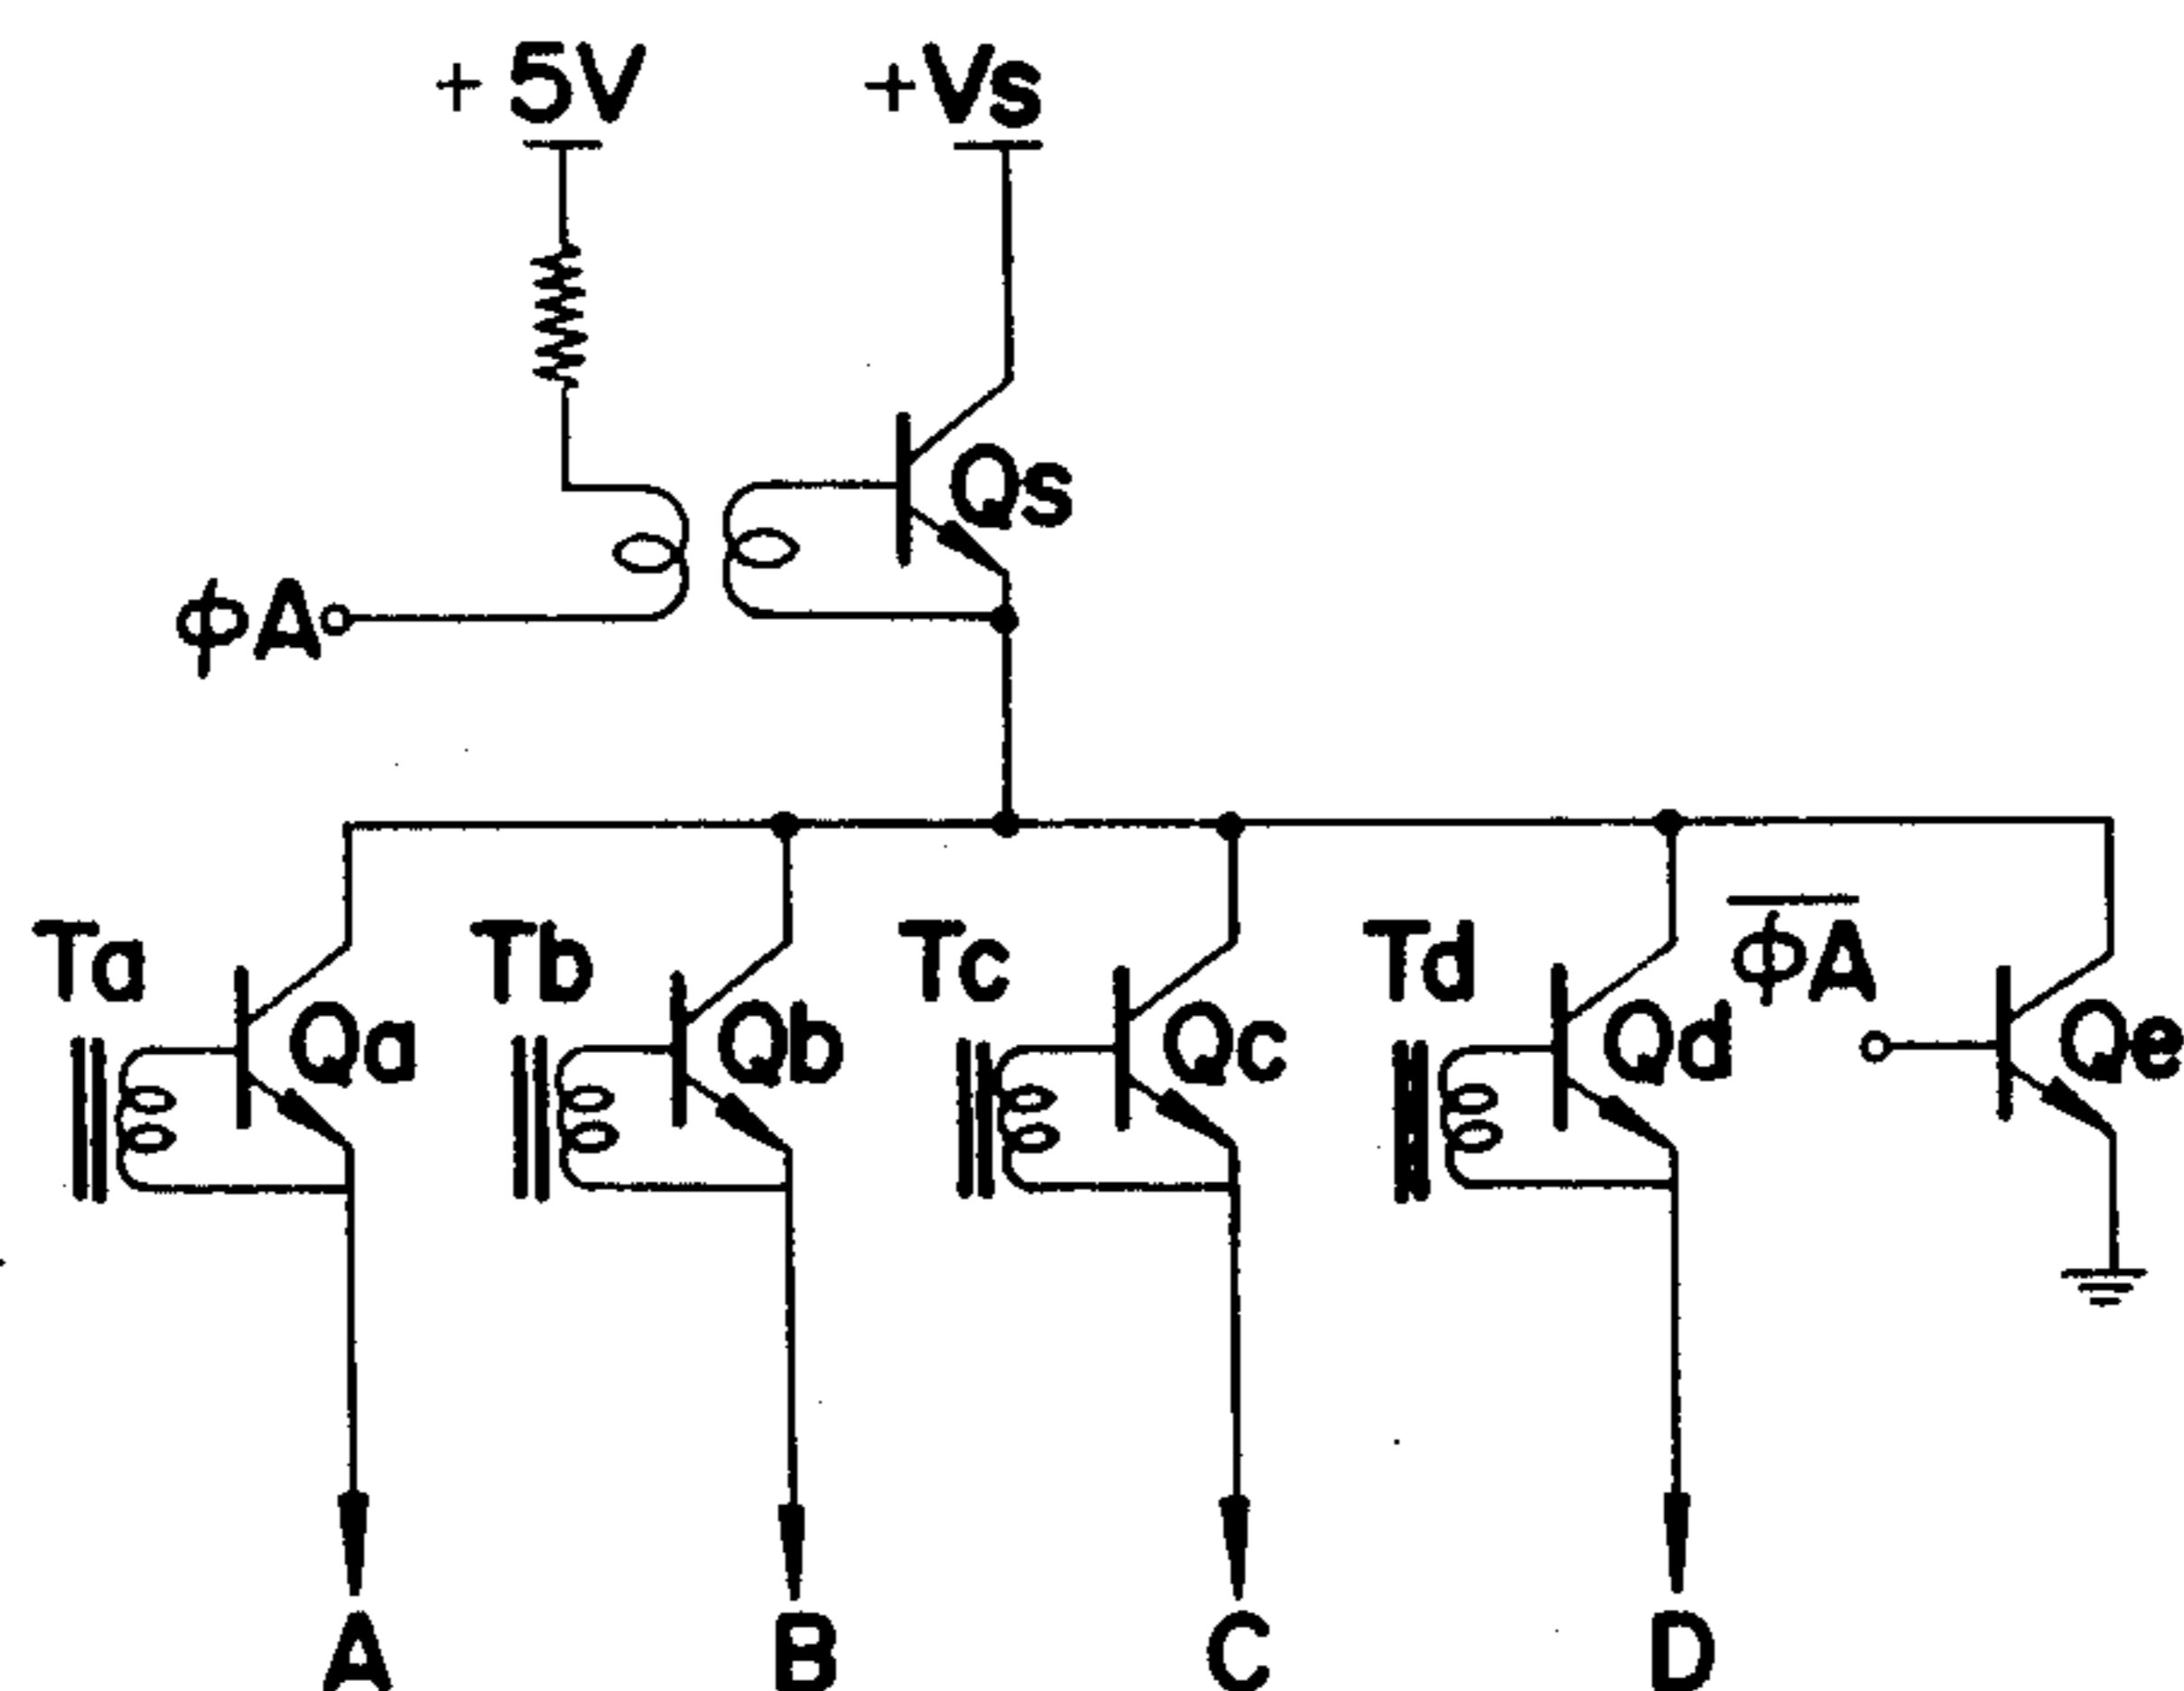 + 5V
+Vs
Qs
ϕA
Ta
Tb
Tc
Td
ϕ̅A̅
Qa
Qb
Qc
Qd
Qe
A
B
C
D